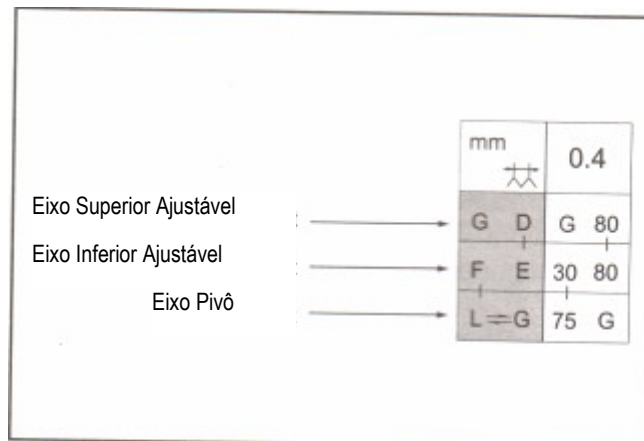 mm 0.4
Eixo Superior Ajustável G D G 80
Eixo Inferior Ajustável F E 30 80
Eixo Pivô L G 75 G